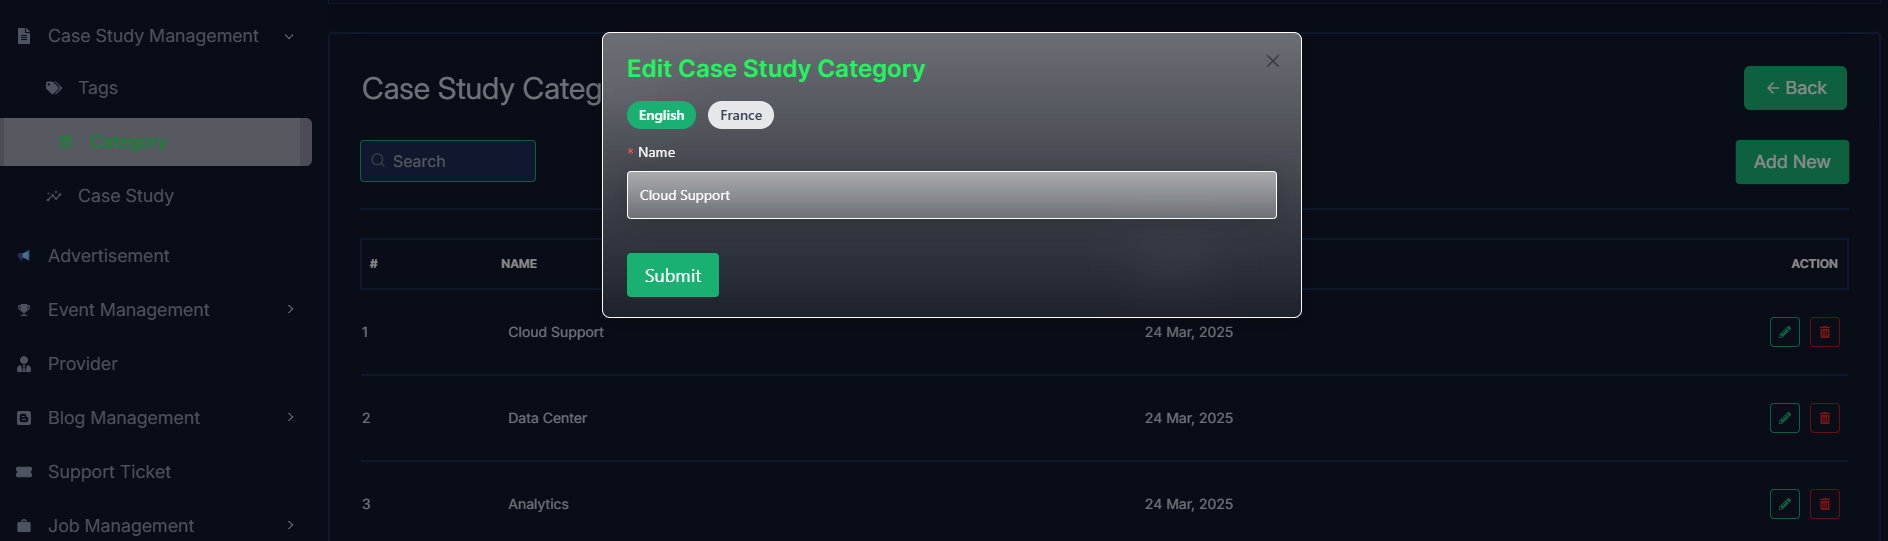 Case Study Management
Tags
Category
Case Study
Advertisement
Event Management
Provider
Blog Management
Support Ticket
Job Management
Case Study Categ
← Back
Search
Add New
# NAME ACTION
1 Cloud Support 24 Mar, 2025
2 Data Center 24 Mar, 2025
3 Analytics 24 Mar, 2025
Edit Case Study Category
English France
* Name
Cloud Support
Submit